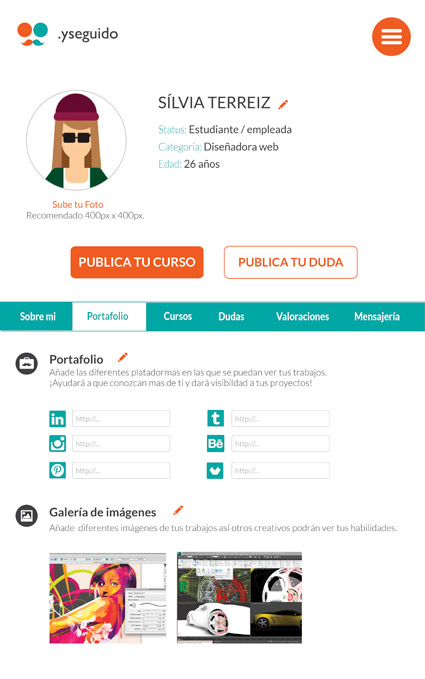 .yseguido
SÍLVIA TERREIZ
Status: Estudiante / empleada
Categoría: Diseñadora web
Edad: 26 años
Sube tu Foto
Recomendado 400px x 400px.
PUBLICA TU CURSO
PUBLICA TU DUDA
Sobre mi
Portafolio
Cursos
Dudas
Valoraciones
Mensajería
Portafolio
Añade las diferentes platadormas en las que se puedan ver tus trabajos.
¡Ayudará a que conozcan mas de ti y dará visibildad a tus proyectos!
in
http://...
t
http://...
http://...
Bē
http://...
http://...
http://...
Galería de imágenes
Añade diferentes imágenes de tus trabajos así otros creativos podrán ver tus habilidades.